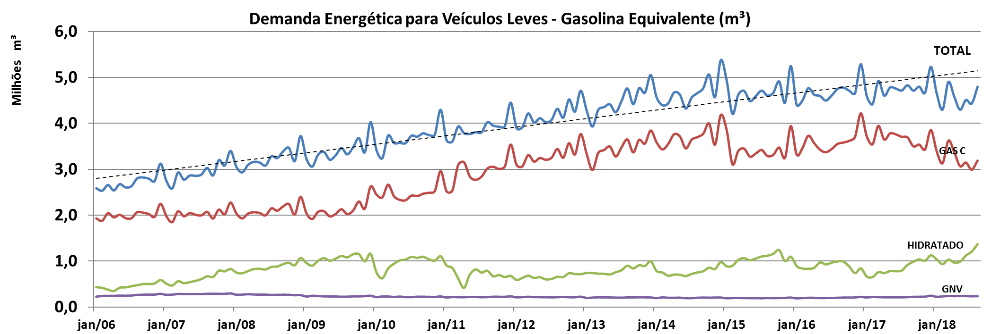 Demanda Energética para Veículos Leves - Gasolina Equivalente (m³)
Milhões m³
6,0
5,0
4,0
3,0
2,0
1,0
0,0
TOTAL
GAS C
HIDRATADO
GNV
jan/06 jan/07 jan/08 jan/09 jan/10 jan/11 jan/12 jan/13 jan/14 jan/15 jan/16 jan/17 jan/18